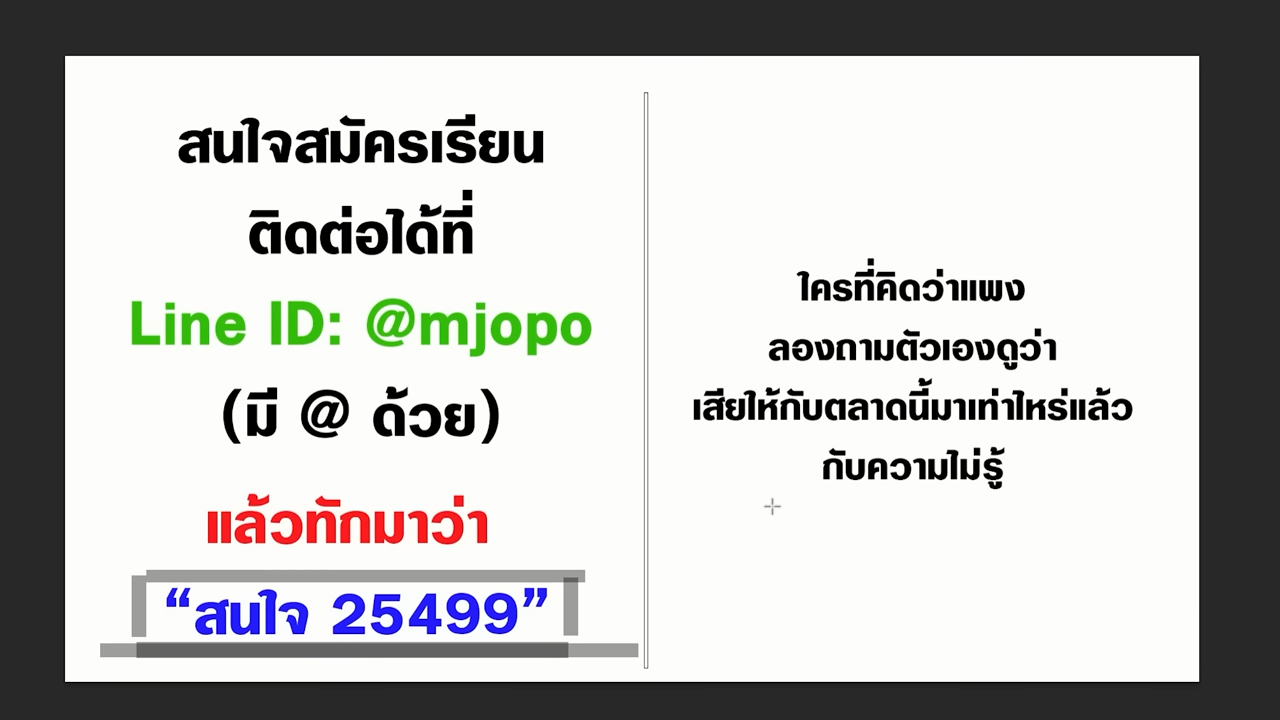 สนใจสมัครเรียน
ติดต่อได้ที่
Line ID: @mjopo
(มี @ ด้วย)
แล้วทักมาว่า
“สนใจ 25499”
ใครที่คิดว่าแพง
ลองถามตัวเองดูว่า
เสียให้กับตลาดนี้มาเท่าไหร่แล้ว
กับความไม่รู้